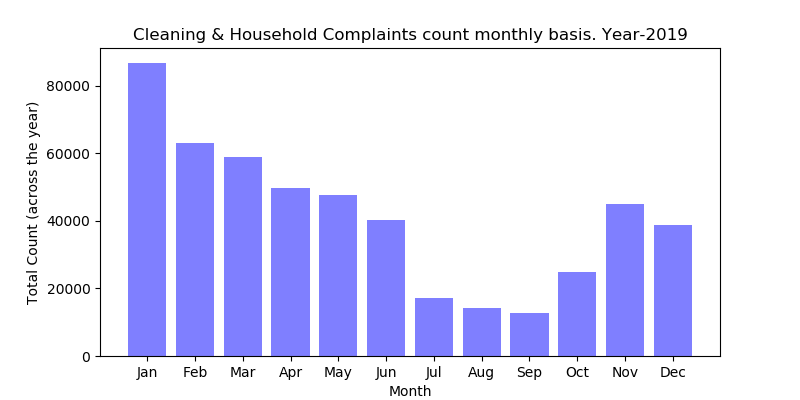 Cleaning & Household Complaints count monthly basis. Year-2019
Total Count (across the year)
80000
60000
40000
20000
0
Jan Feb Mar Apr May Jun Jul Aug Sep Oct Nov Dec
Month